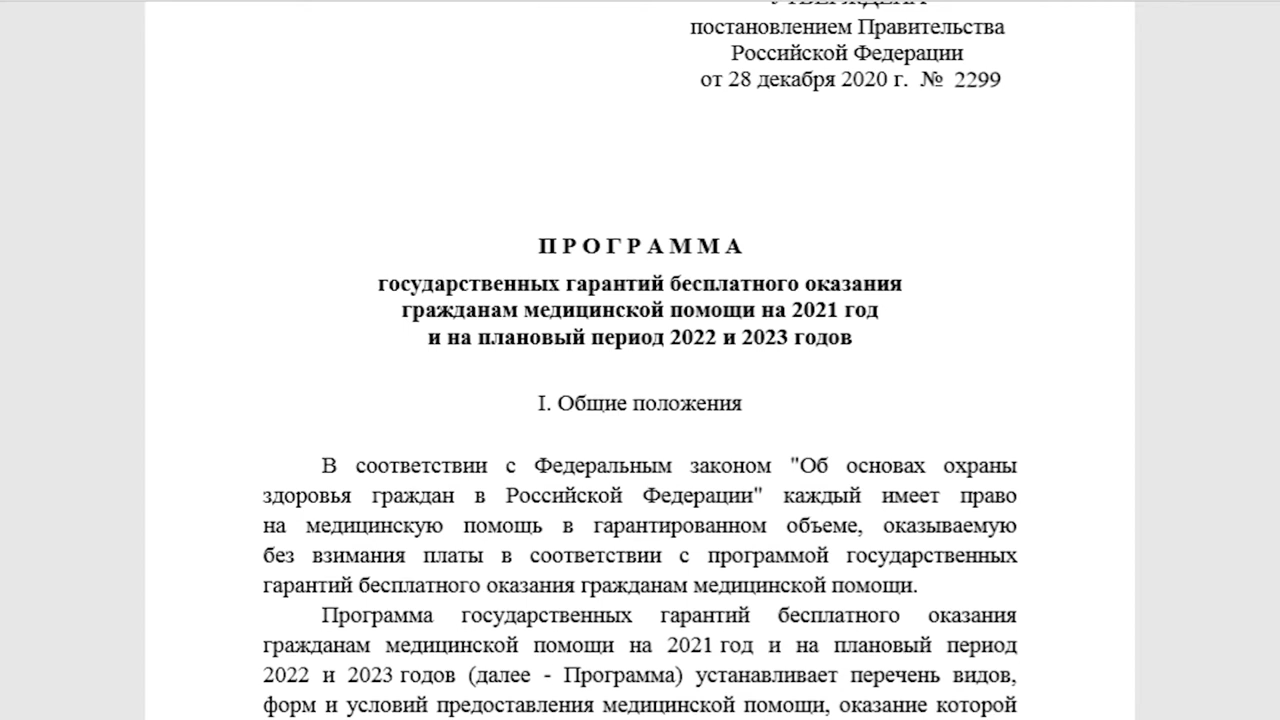 УТВЕРЖДЕНА
постановлением Правительства
Российской Федерации
от 28 декабря 2020 г. № 2299
П Р О Г Р А М М А
государственных гарантий бесплатного оказания
гражданам медицинской помощи на 2021 год
и на плановый период 2022 и 2023 годов
I. Общие положения
В соответствии с Федеральным законом "Об основах охраны
здоровья граждан в Российской Федерации" каждый имеет право
на медицинскую помощь в гарантированном объеме, оказываемую
без взимания платы в соответствии с программой государственных
гарантий бесплатного оказания гражданам медицинской помощи.
Программа государственных гарантий бесплатного оказания
гражданам медицинской помощи на 2021 год и на плановый период
2022 и 2023 годов (далее - Программа) устанавливает перечень видов,
форм и условий предоставления медицинской помощи, оказание которой